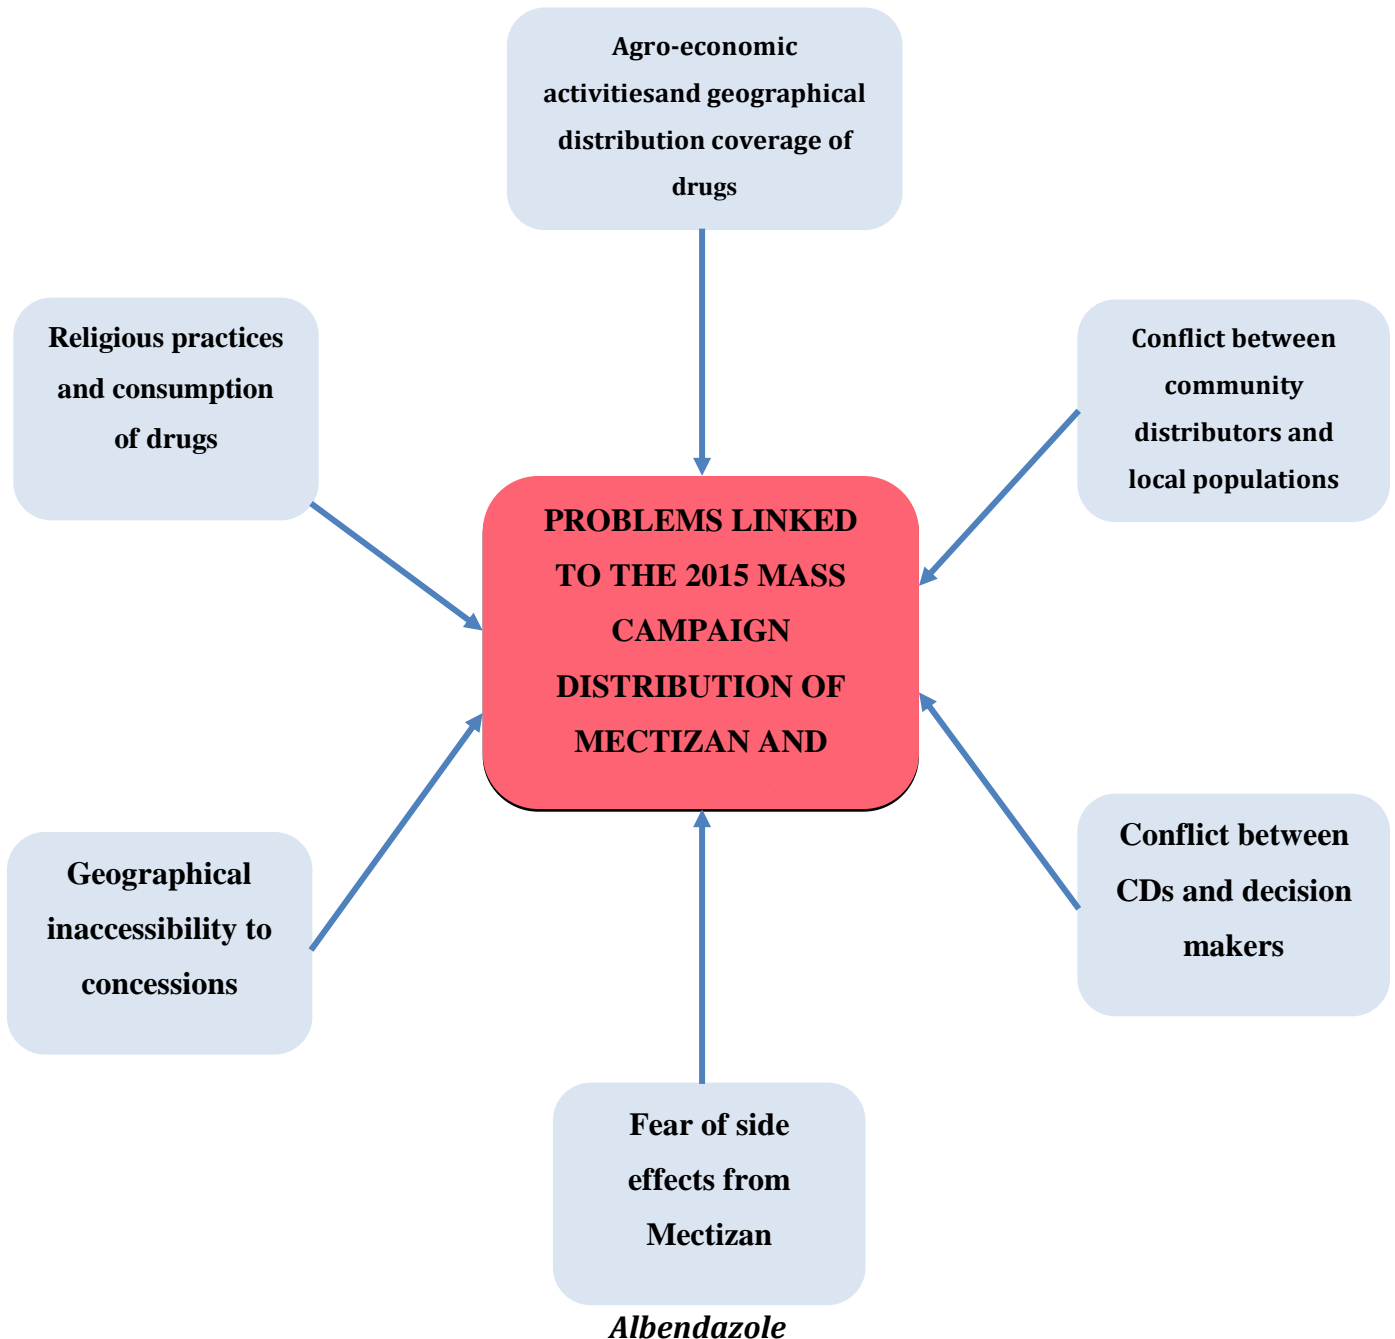 Agro-economic
activitiesand geographical
distribution coverage of
drugs
Religious practices
and consumption
of drugs
Conflict between
community
distributors and
local populations
PROBLEMS LINKED
TO THE 2015 MASS
CAMPAIGN
DISTRIBUTION OF
MECTIZAN AND
Geographical
inaccessibility to
concessions
Conflict between
CDs and decision
makers
Fear of side
effects from
Mectizan
Albendazole